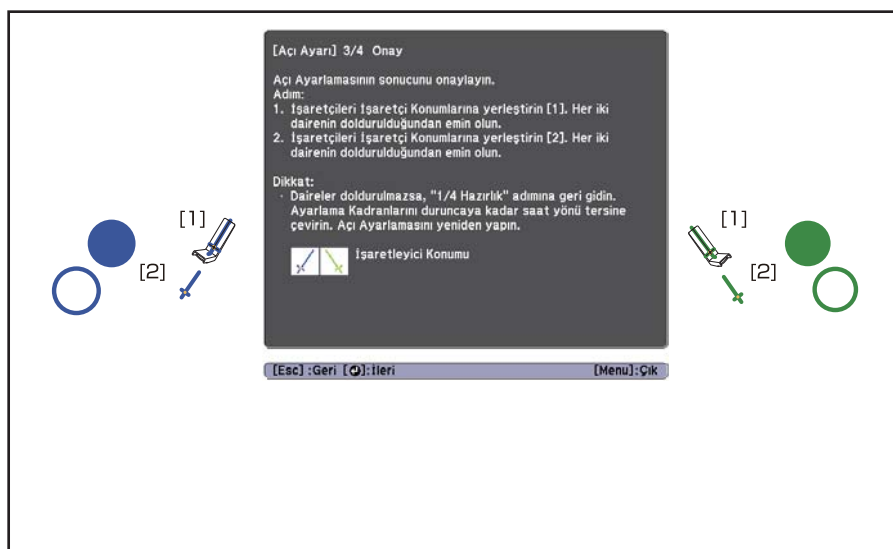 [Açı Ayarı] 3/4 Onay
Açı Ayarlamasının sonucunu onaylayın.
Adım:
1. İşaretçileri İşaretçi Konumlarına yerleştirin [1]. Her iki
dairenin doldurulduğundan emin olun.
2. İşaretçileri İşaretçi Konumlarına yerleştirin [2]. Her iki
dairenin doldurulduğundan emin olun.
Dikkat:
· Daireler doldurulmazsa, "1/4 Hazırlık" adımına geri gidin.
Ayarlama Kadranlarını duruncaya kadar saat yönü tersine
çevirin. Açı Ayarlamasını yeniden yapın.
İşaretleyici Konumu
[1]
[2]
[1]
[2]
[Esc] :Geri [⏎]:İleri [Menu]:Çık